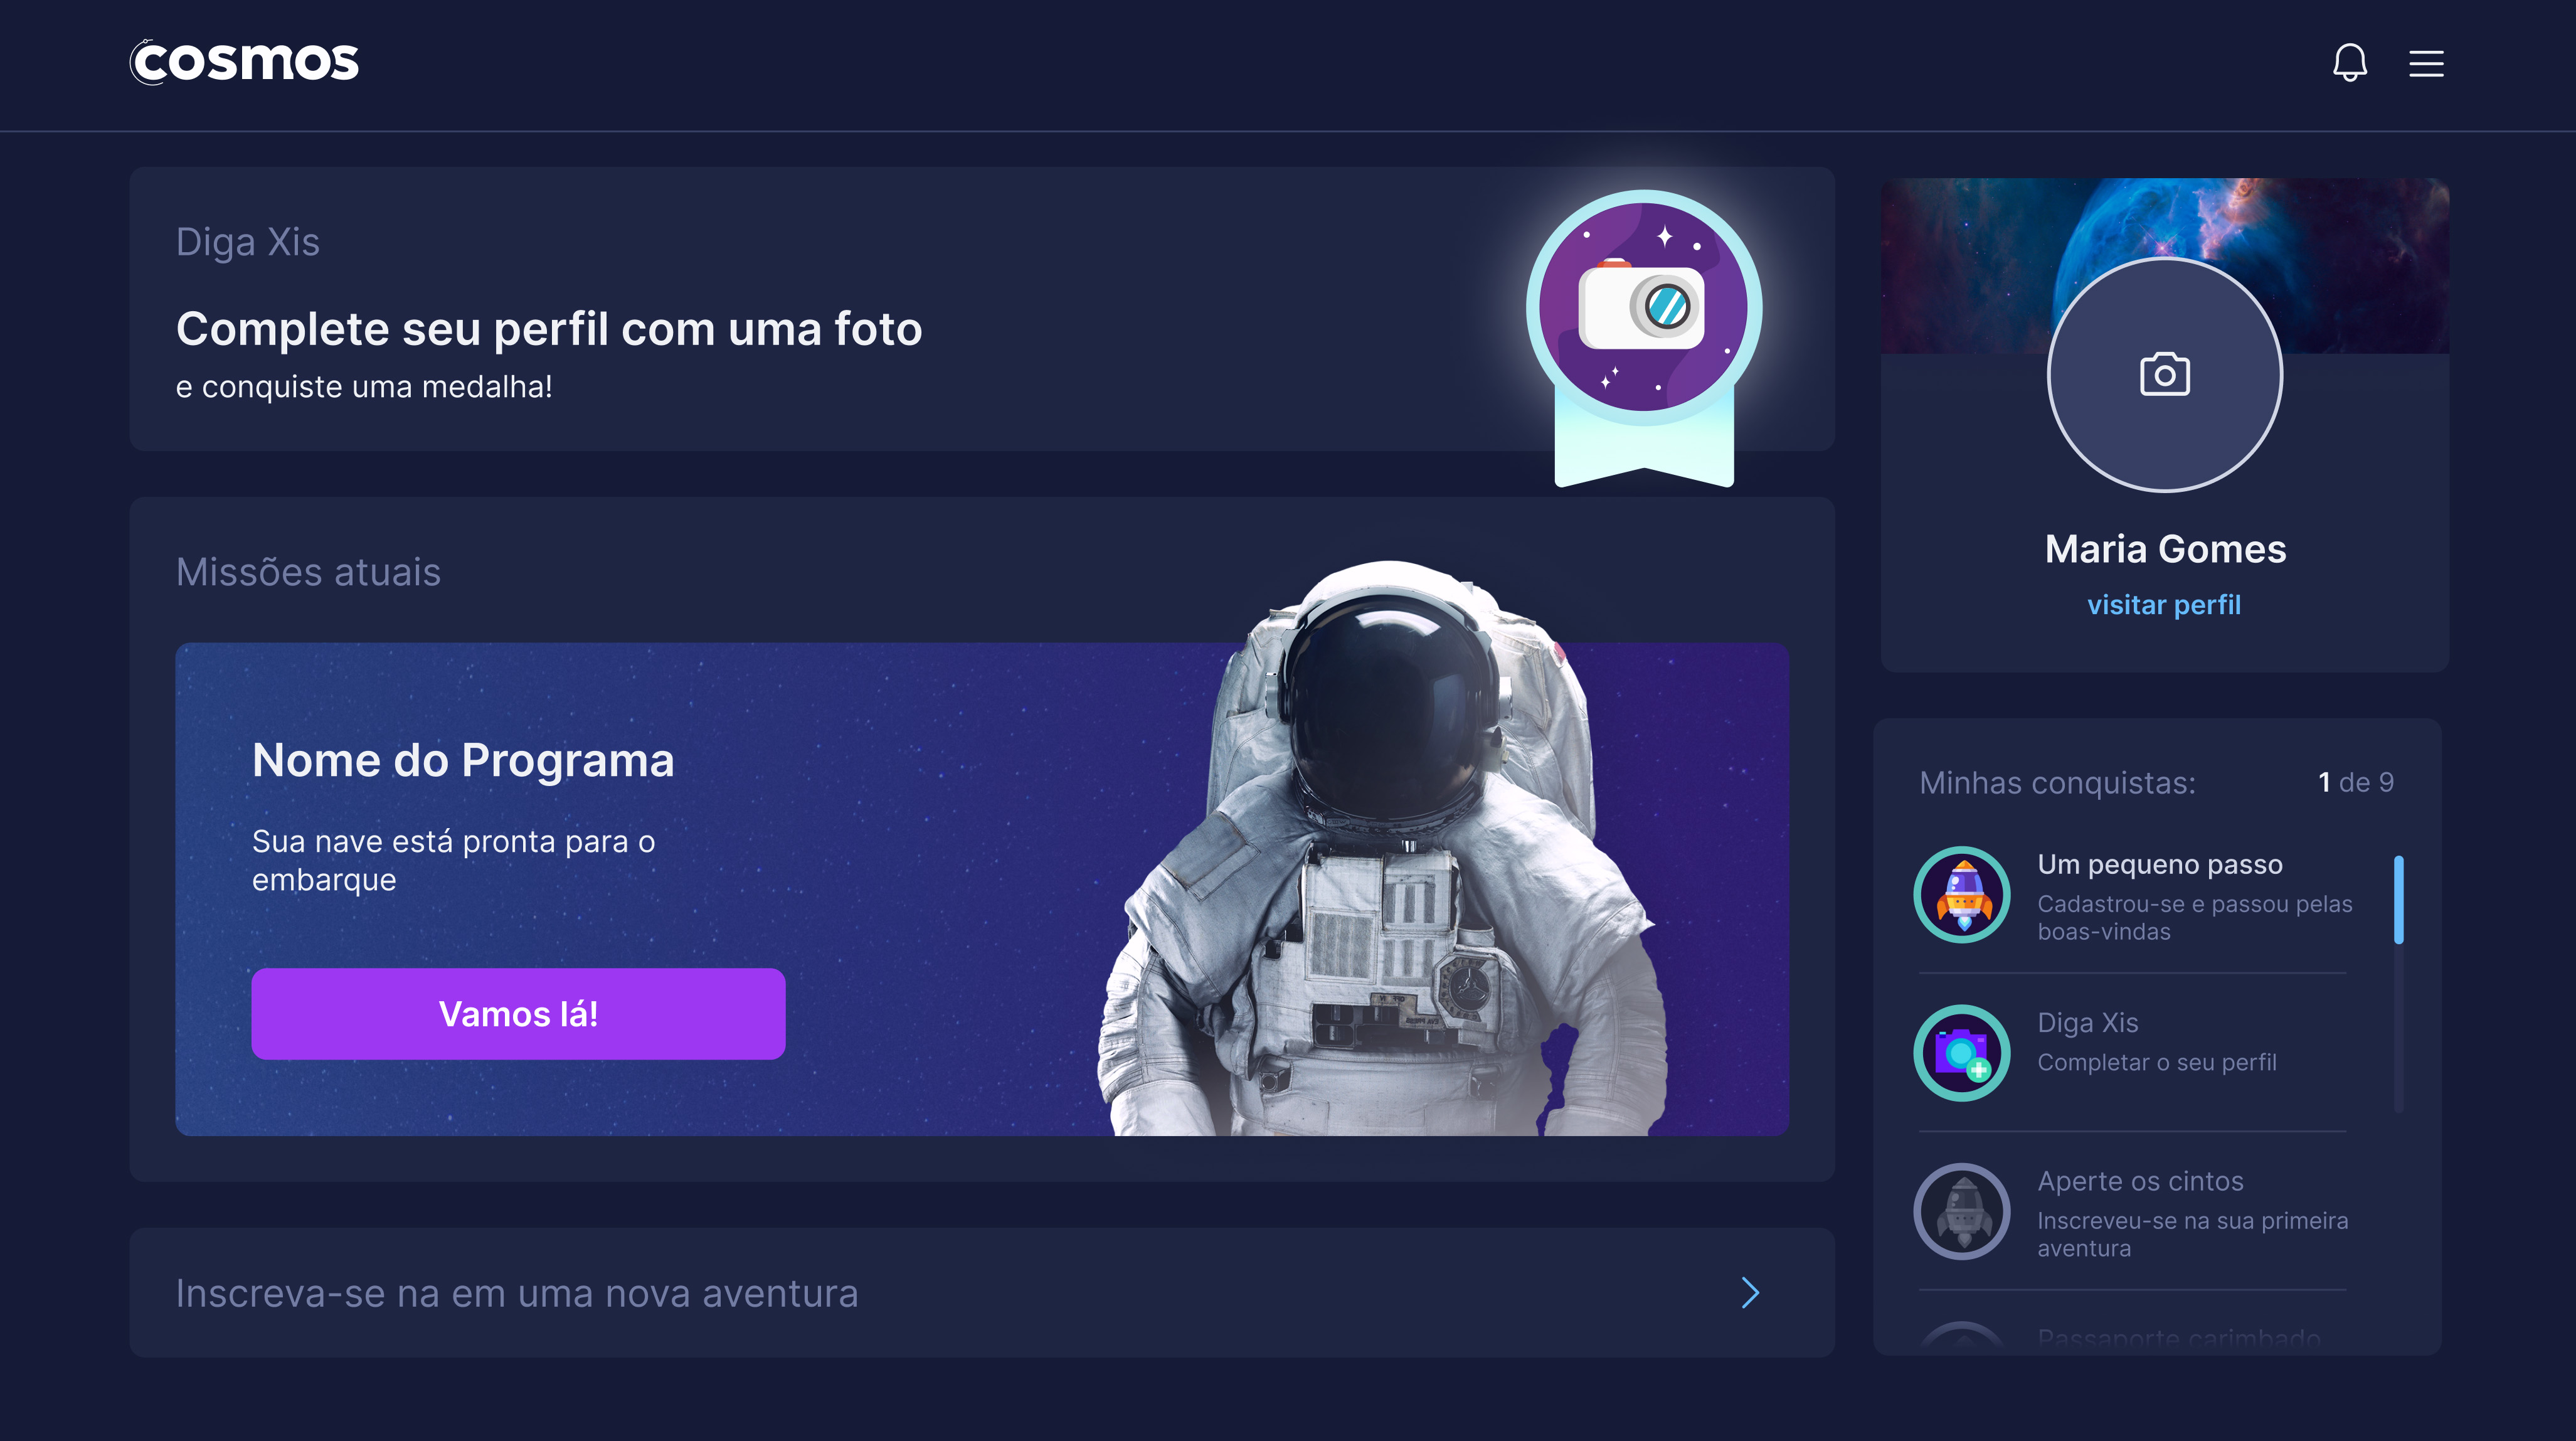 cosmos
Diga Xis
Complete seu perfil com uma foto
e conquiste uma medalha!
Missões atuais
Nome do Programa
Sua nave está pronta para o
embarque
Vamos lá!
Inscreva-se na em uma nova aventura
Maria Gomes
visitar perfil
Minhas conquistas: 1 de 9
Um pequeno passo
Cadastrou-se e passou pelas
boas-vindas
Diga Xis
Completar o seu perfil
Aperte os cintos
Inscreveu-se na sua primeira
aventura
Passaporte carimbado